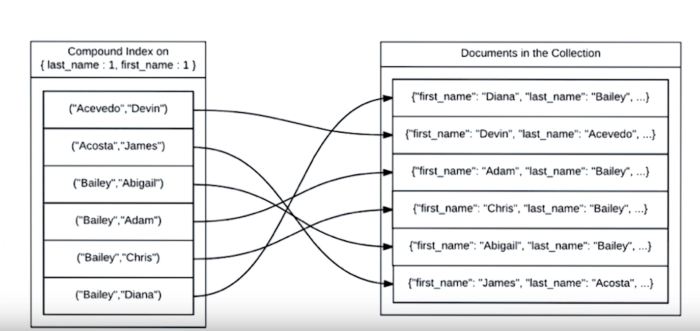 Compound Index on
{ last_name : 1, first_name : 1 }
("Acevedo","Devin")
("Acosta","James")
("Bailey","Abigail")
("Bailey","Adam")
("Bailey","Chris")
("Bailey","Diana")
Documents in the Collection
{"first_name": "Diana", "last_name": "Bailey", ...}
{"first_name": "Devin", "last_name": "Acevedo", ...}
{"first_name": "Adam", "last_name": "Bailey", ...}
{"first_name": "Chris", "last_name": "Bailey", ...}
{"first_name": "Abigail", "last_name": "Bailey", ...}
{"first_name": "James", "last_name": "Acosta", ...}